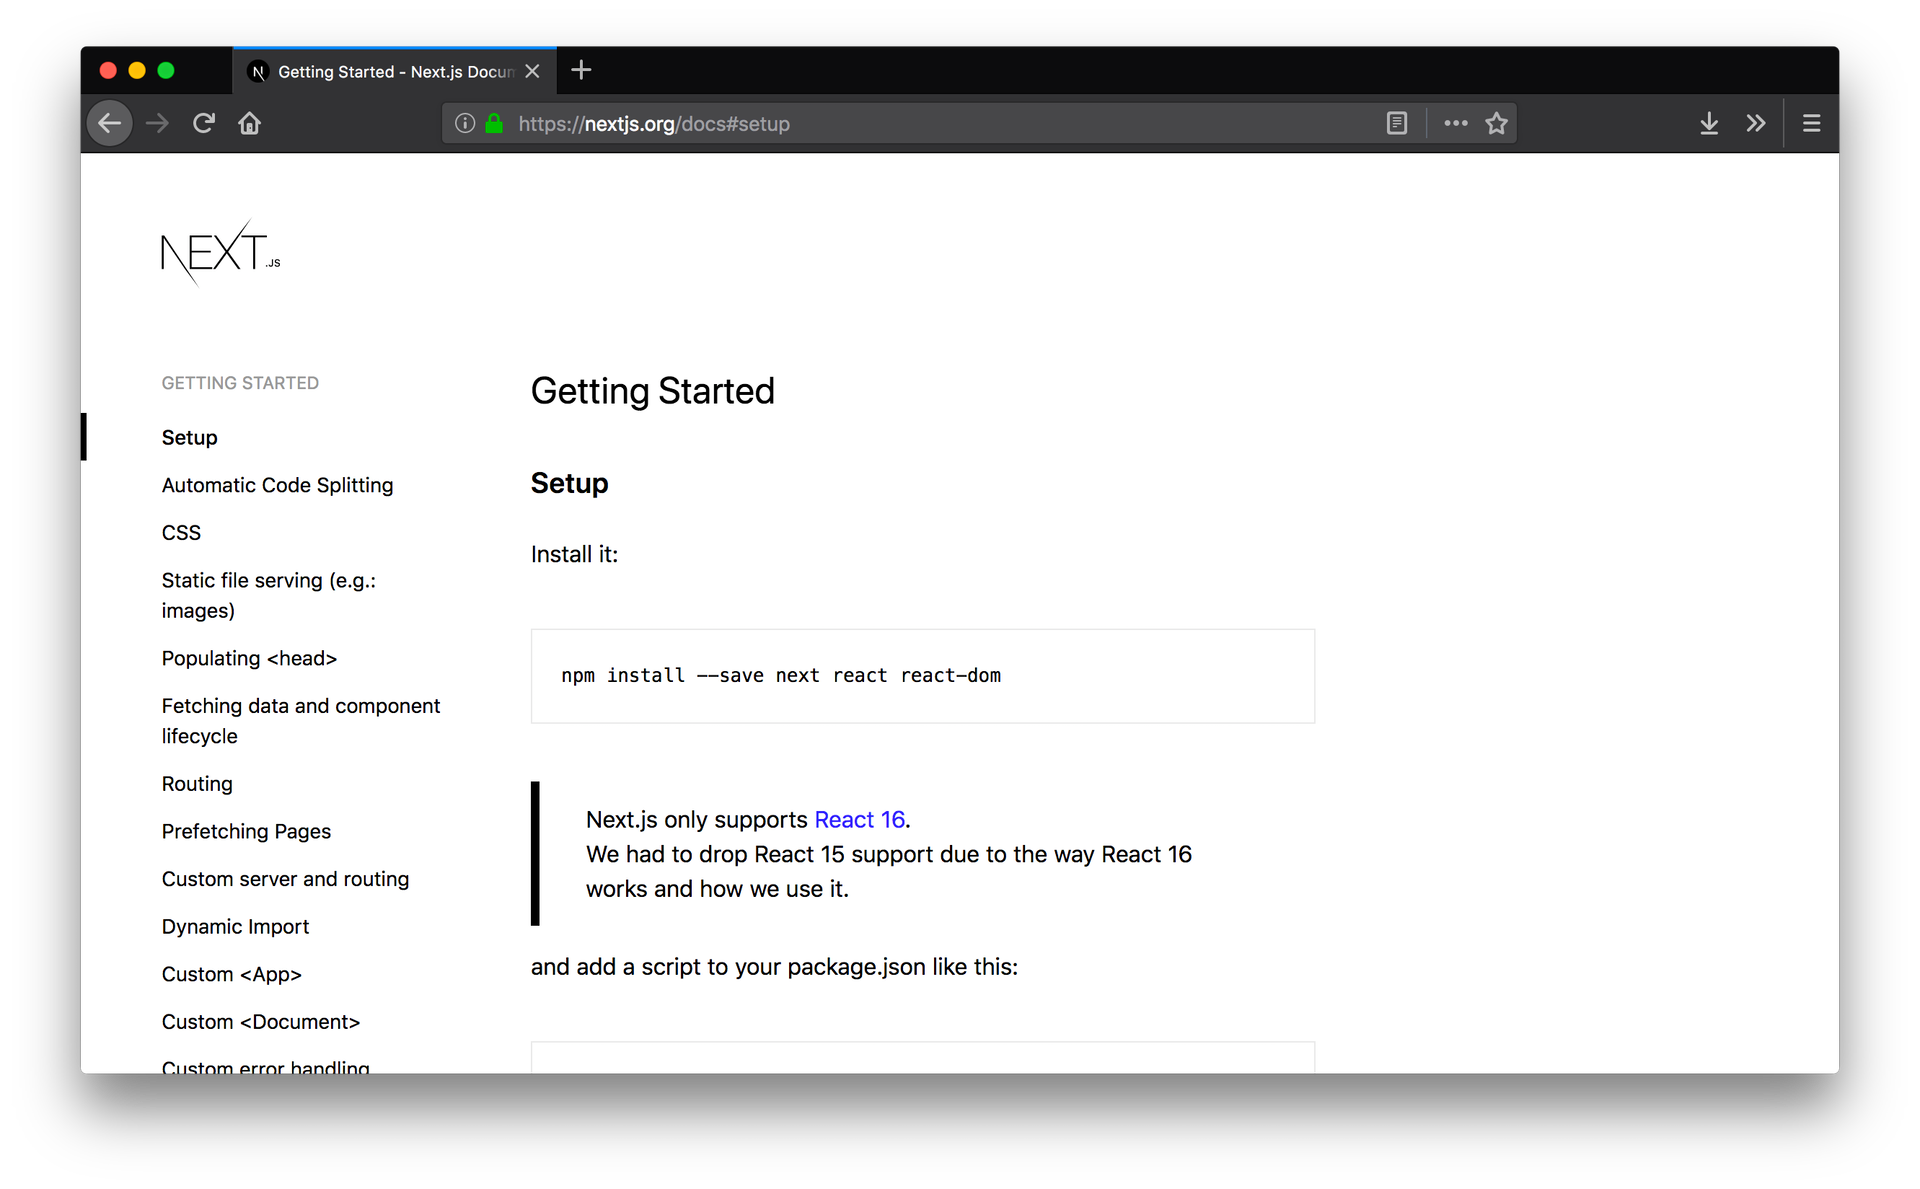 Getting Started - Next.js Docum
https://nextjs.org/docs#setup
NEXT.JS
GETTING STARTED
Setup
Automatic Code Splitting
CSS
Static file serving (e.g.:
images)
Populating <head>
Fetching data and component
lifecycle
Routing
Prefetching Pages
Custom server and routing
Dynamic Import
Custom <App>
Custom <Document>
Custom error handling
Getting Started
Setup
Install it:
npm install --save next react react-dom
Next.js only supports React 16.
We had to drop React 15 support due to the way React 16
works and how we use it.
and add a script to your package.json like this: